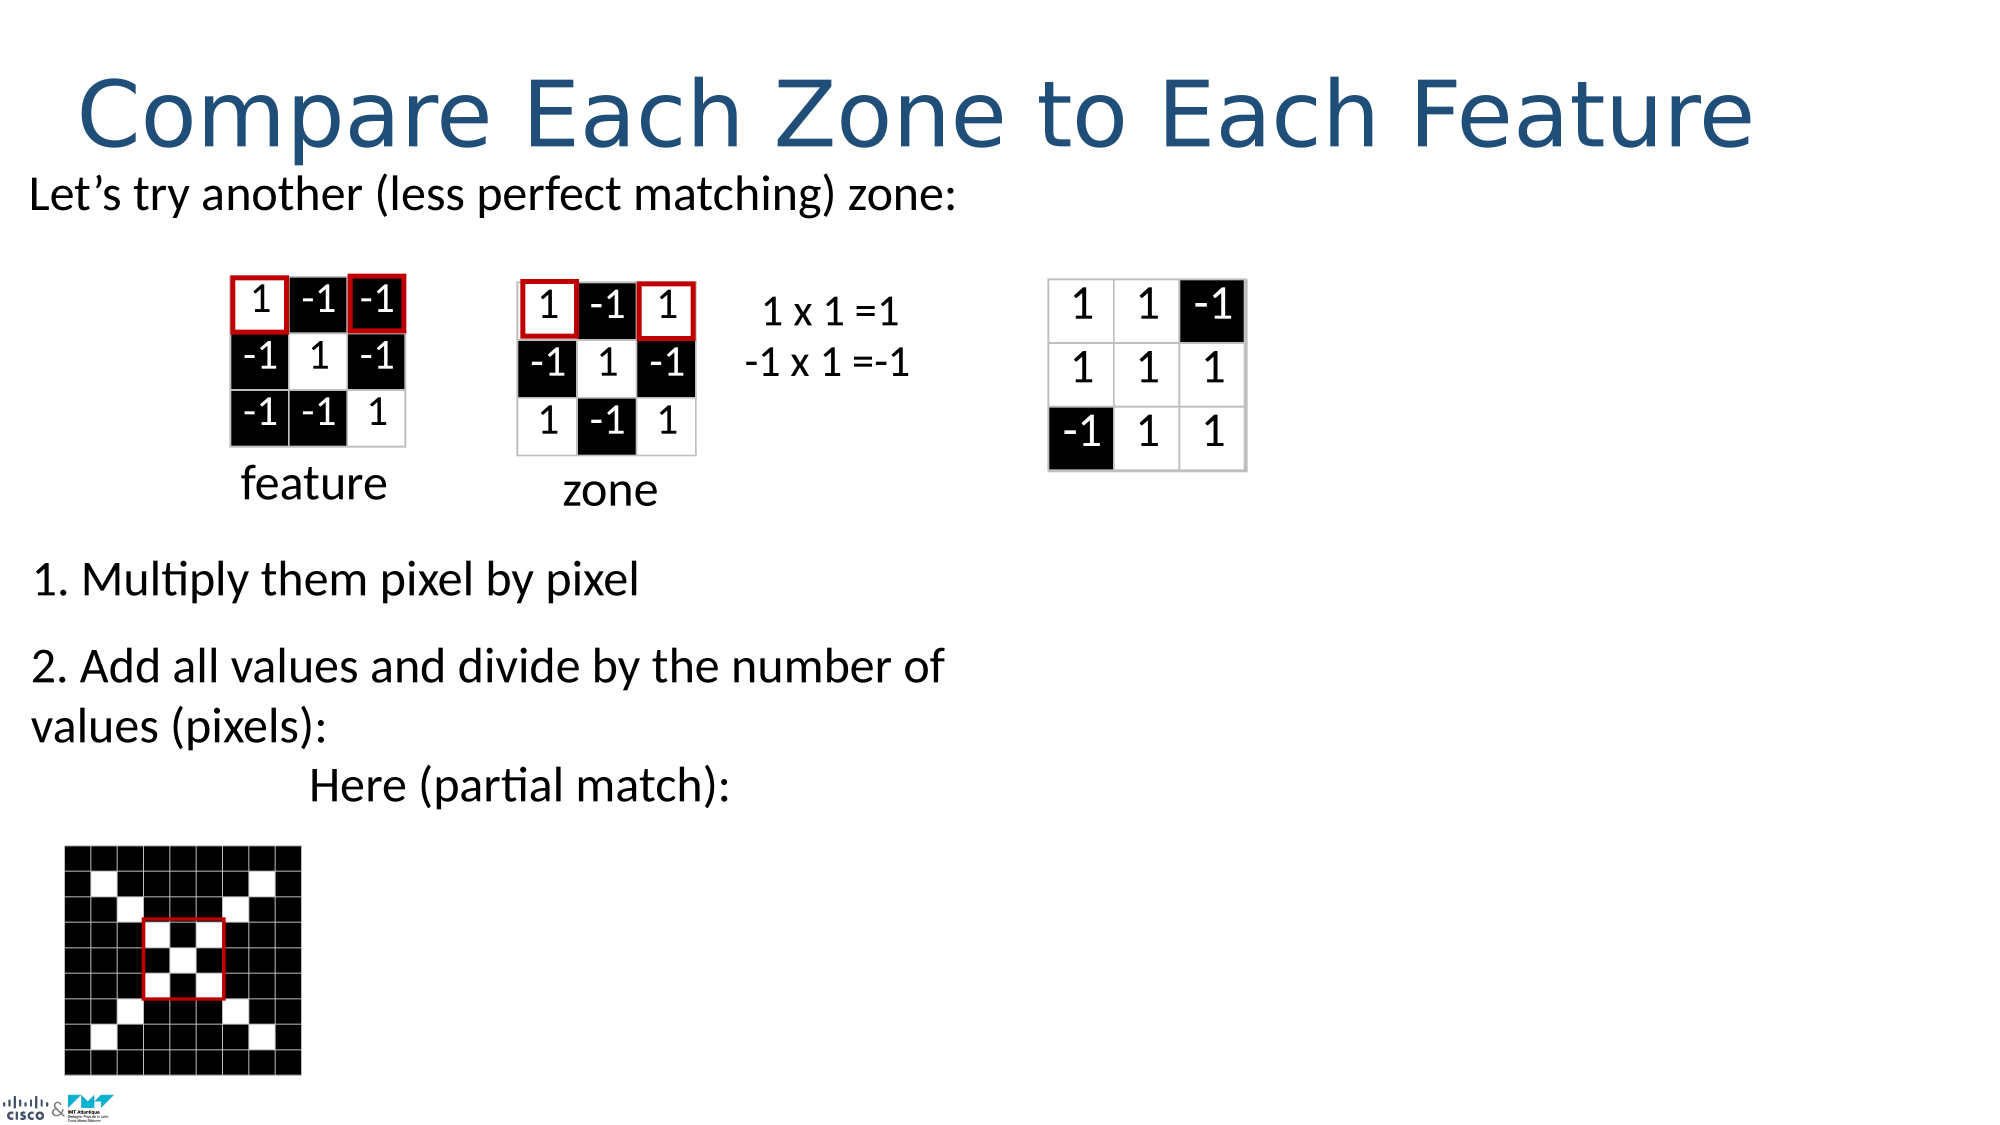 Compare Each Zone to Each Feature
Let’s try another (less perfect matching) zone:
1 -1 -1
-1 1 -1
-1 -1 1
feature
1 -1 1
-1 1 -1
1 -1 1
zone
1 x 1 =1
-1 x 1 =-1
1 1 -1
1 1 1
-1 1 1
1. Multiply them pixel by pixel
2. Add all values and divide by the number of
values (pixels):
Here (partial match):
CISCO & IMT Atlantique